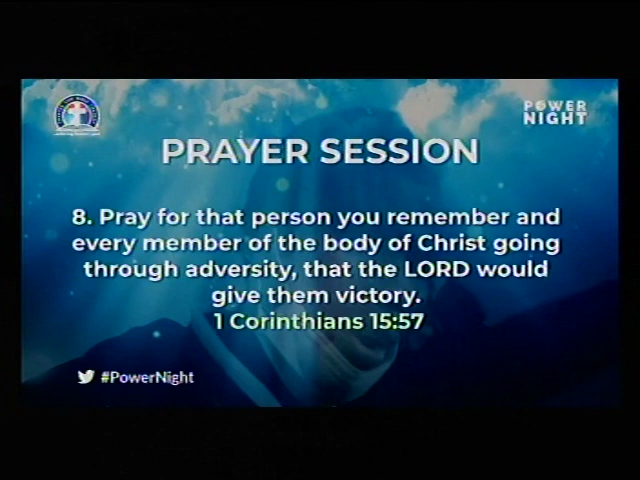 POWER
NIGHT
PRAYER SESSION
8. Pray for that person you remember and
every member of the body of Christ going
through adversity, that the LORD would
give them victory.
1 Corinthians 15:57
#PowerNight